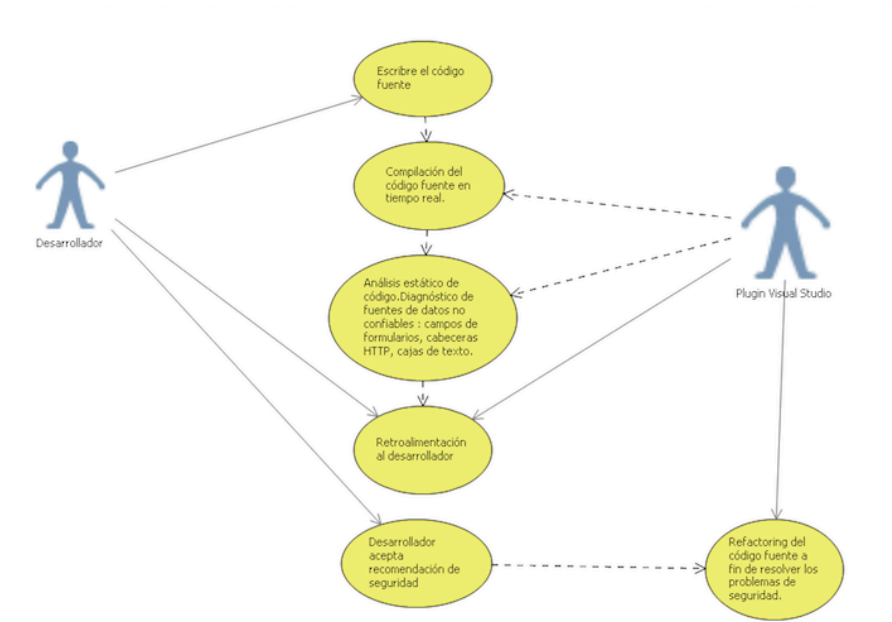 Escribre el código
fuente
Compilación del
código fuente en
tiempo real.
Desarrollador
Plugin Visual Studio
Análisis estático de
código.Diagnóstico de
fuentes de datos no
confiables : campos de
formularios, cabeceras
HTTP, cajas de texto.
Retroalimentación
al desarrollador
Desarrollador
acepta
recomendación de
seguridad
Refactoring del
código fuente a
fin de resolver los
problemas de
seguridad.